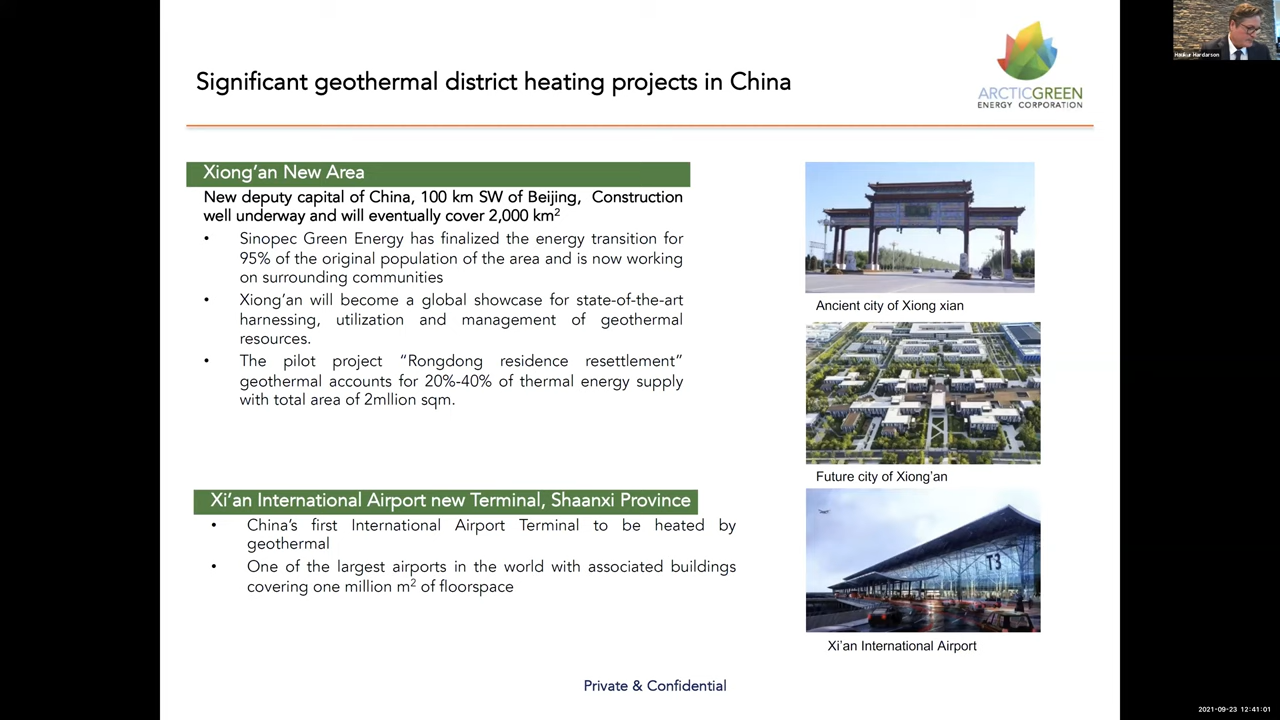 Significant geothermal district heating projects in China
ARCTICGREEN
ENERGY CORPORATION
Haukur Hardarson
Xiong’an New Area
New deputy capital of China, 100 km SW of Beijing, Construction
well underway and will eventually cover 2,000 km²
• Sinopec Green Energy has finalized the energy transition for
95% of the original population of the area and is now working
on surrounding communities
• Xiong’an will become a global showcase for state-of-the-art
harnessing, utilization and management of geothermal
resources.
• The pilot project “Rongdong residence resettlement”
geothermal accounts for 20%-40% of thermal energy supply
with total area of 2mllion sqm.
Ancient city of Xiong xian
Future city of Xiong’an
Xi’an International Airport new Terminal, Shaanxi Province
• China’s first International Airport Terminal to be heated by
geothermal
• One of the largest airports in the world with associated buildings
covering one million m² of floorspace
T3
Xi’an International Airport
Private & Confidential
2021-09-23 12:41:01